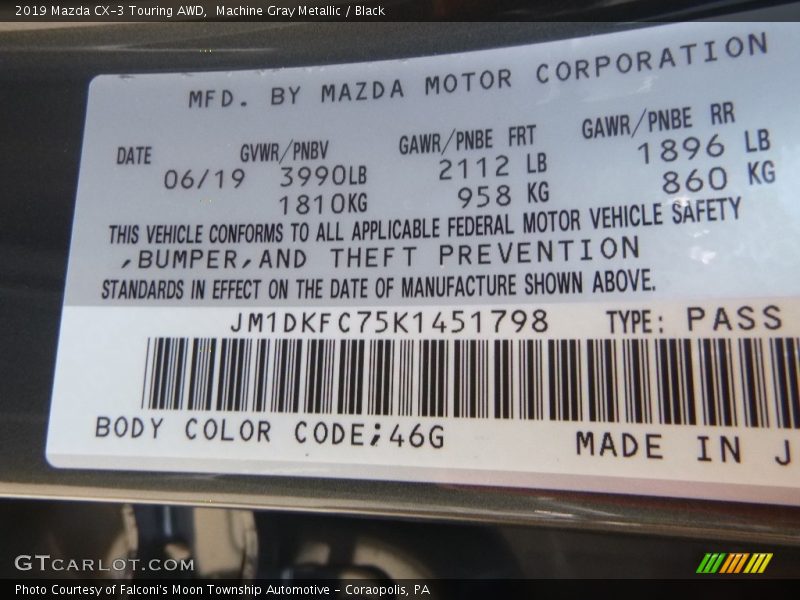 2019 Mazda CX-3 Touring AWD,  Machine Gray Metallic / Black
MFD. BY MAZDA MOTOR CORPORATION
DATE GVWR/PNBV GAWR/PNBE FRT GAWR/PNBE RR
06/19 3990LB 2112 LB 1896 LB
1810KG 958 KG 860 KG
THIS VEHICLE CONFORMS TO ALL APPLICABLE FEDERAL MOTOR VEHICLE SAFETY
,BUMPER,AND THEFT PREVENTION
STANDARDS IN EFFECT ON THE DATE OF MANUFACTURE SHOWN ABOVE.
JM1DKFC75K1451798 TYPE: PASS
BODY COLOR CODE;46G MADE IN J
GTCARLOT.COM
Photo Courtesy of Falconi's Moon Township Automotive - Coraopolis, PA